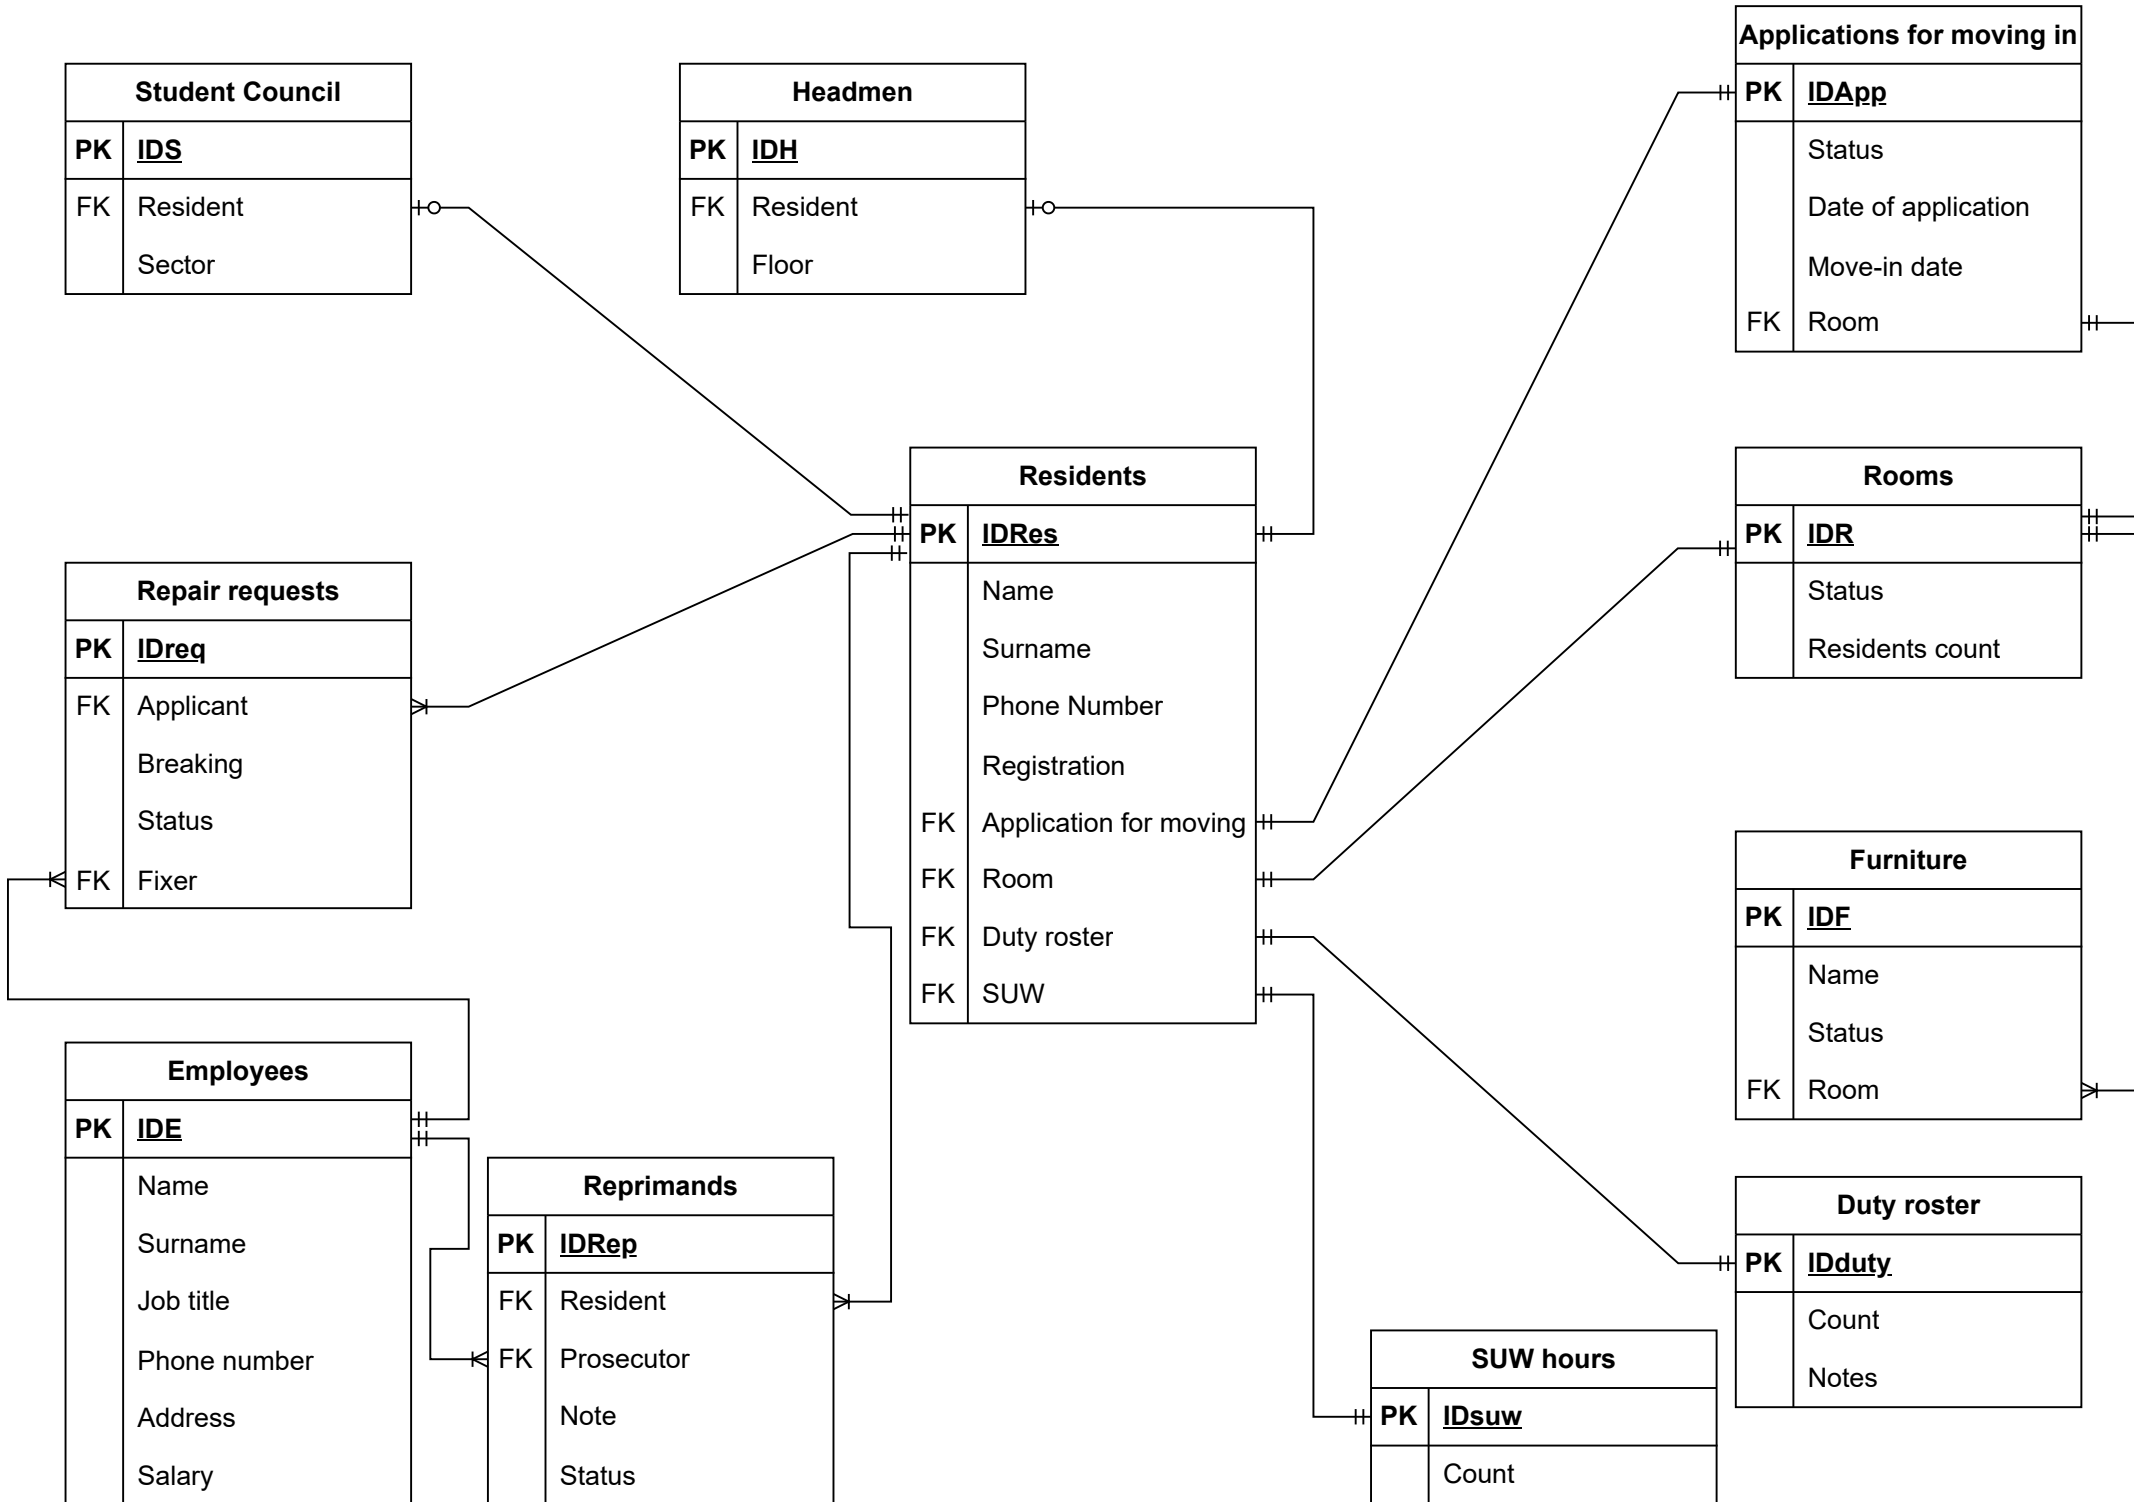 Student Council
PK IDS
FK Resident
Sector
Headmen
PK IDH
FK Resident
Floor
Applications for moving in
PK IDApp
Status
Date of application
Move-in date
FK Room
Residents
PK IDRes
Name
Surname
Phone Number
Registration
FK Application for moving
FK Room
FK Duty roster
FK SUW
Rooms
PK IDR
Status
Residents count
Repair requests
PK IDreq
FK Applicant
Breaking
Status
FK Fixer
Furniture
PK IDF
Name
Status
FK Room
Employees
PK IDE
Name
Surname
Job title
Phone number
Address
Salary
Reprimands
PK IDRep
FK Resident
FK Prosecutor
Note
Status
Duty roster
PK IDduty
Count
Notes
SUW hours
PK IDsuw
Count